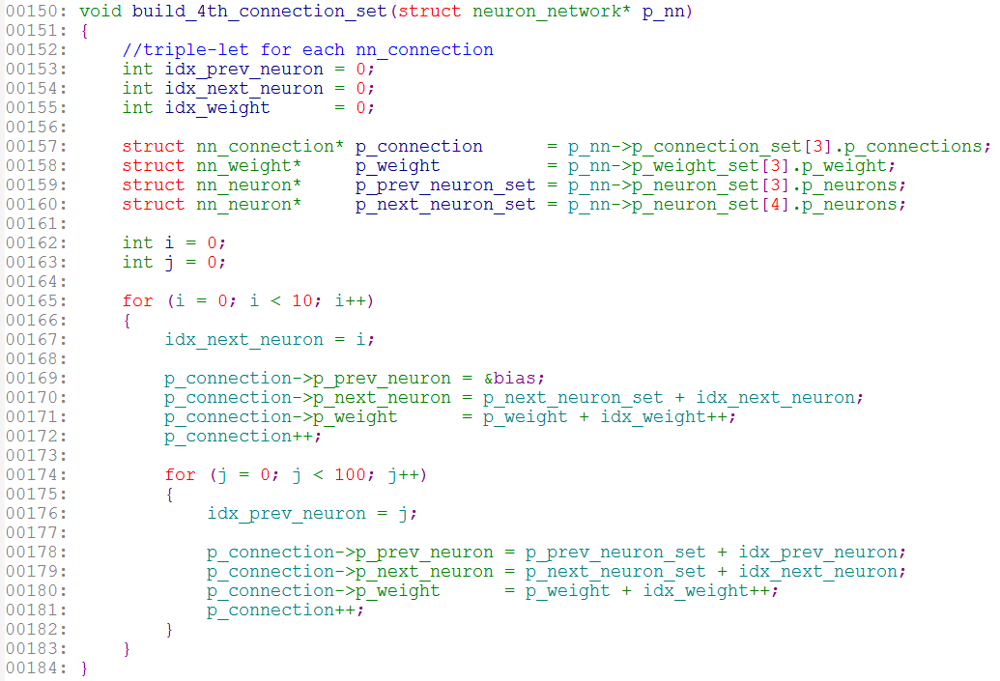 00150: void build_4th_connection_set(struct neuron_network* p_nn)
00151: {
00152:     //triple-let for each nn_connection
00153:     int idx_prev_neuron = 0;
00154:     int idx_next_neuron = 0;
00155:     int idx_weight      = 0;
00156:
00157:     struct nn_connection* p_connection      = p_nn->p_connection_set[3].p_connections;
00158:     struct nn_weight*     p_weight          = p_nn->p_weight_set[3].p_weight;
00159:     struct nn_neuron*     p_prev_neuron_set = p_nn->p_neuron_set[3].p_neurons;
00160:     struct nn_neuron*     p_next_neuron_set = p_nn->p_neuron_set[4].p_neurons;
00161:
00162:     int i = 0;
00163:     int j = 0;
00164:
00165:     for (i = 0; i < 10; i++)
00166:     {
00167:         idx_next_neuron = i;
00168:
00169:         p_connection->p_prev_neuron = &bias;
00170:         p_connection->p_next_neuron = p_next_neuron_set + idx_next_neuron;
00171:         p_connection->p_weight      = p_weight + idx_weight++;
00172:         p_connection++;
00173:
00174:         for (j = 0; j < 100; j++)
00175:         {
00176:             idx_prev_neuron = j;
00177:
00178:             p_connection->p_prev_neuron = p_prev_neuron_set + idx_prev_neuron;
00179:             p_connection->p_next_neuron = p_next_neuron_set + idx_next_neuron;
00180:             p_connection->p_weight      = p_weight + idx_weight++;
00181:             p_connection++;
00182:         }
00183:     }
00184: }